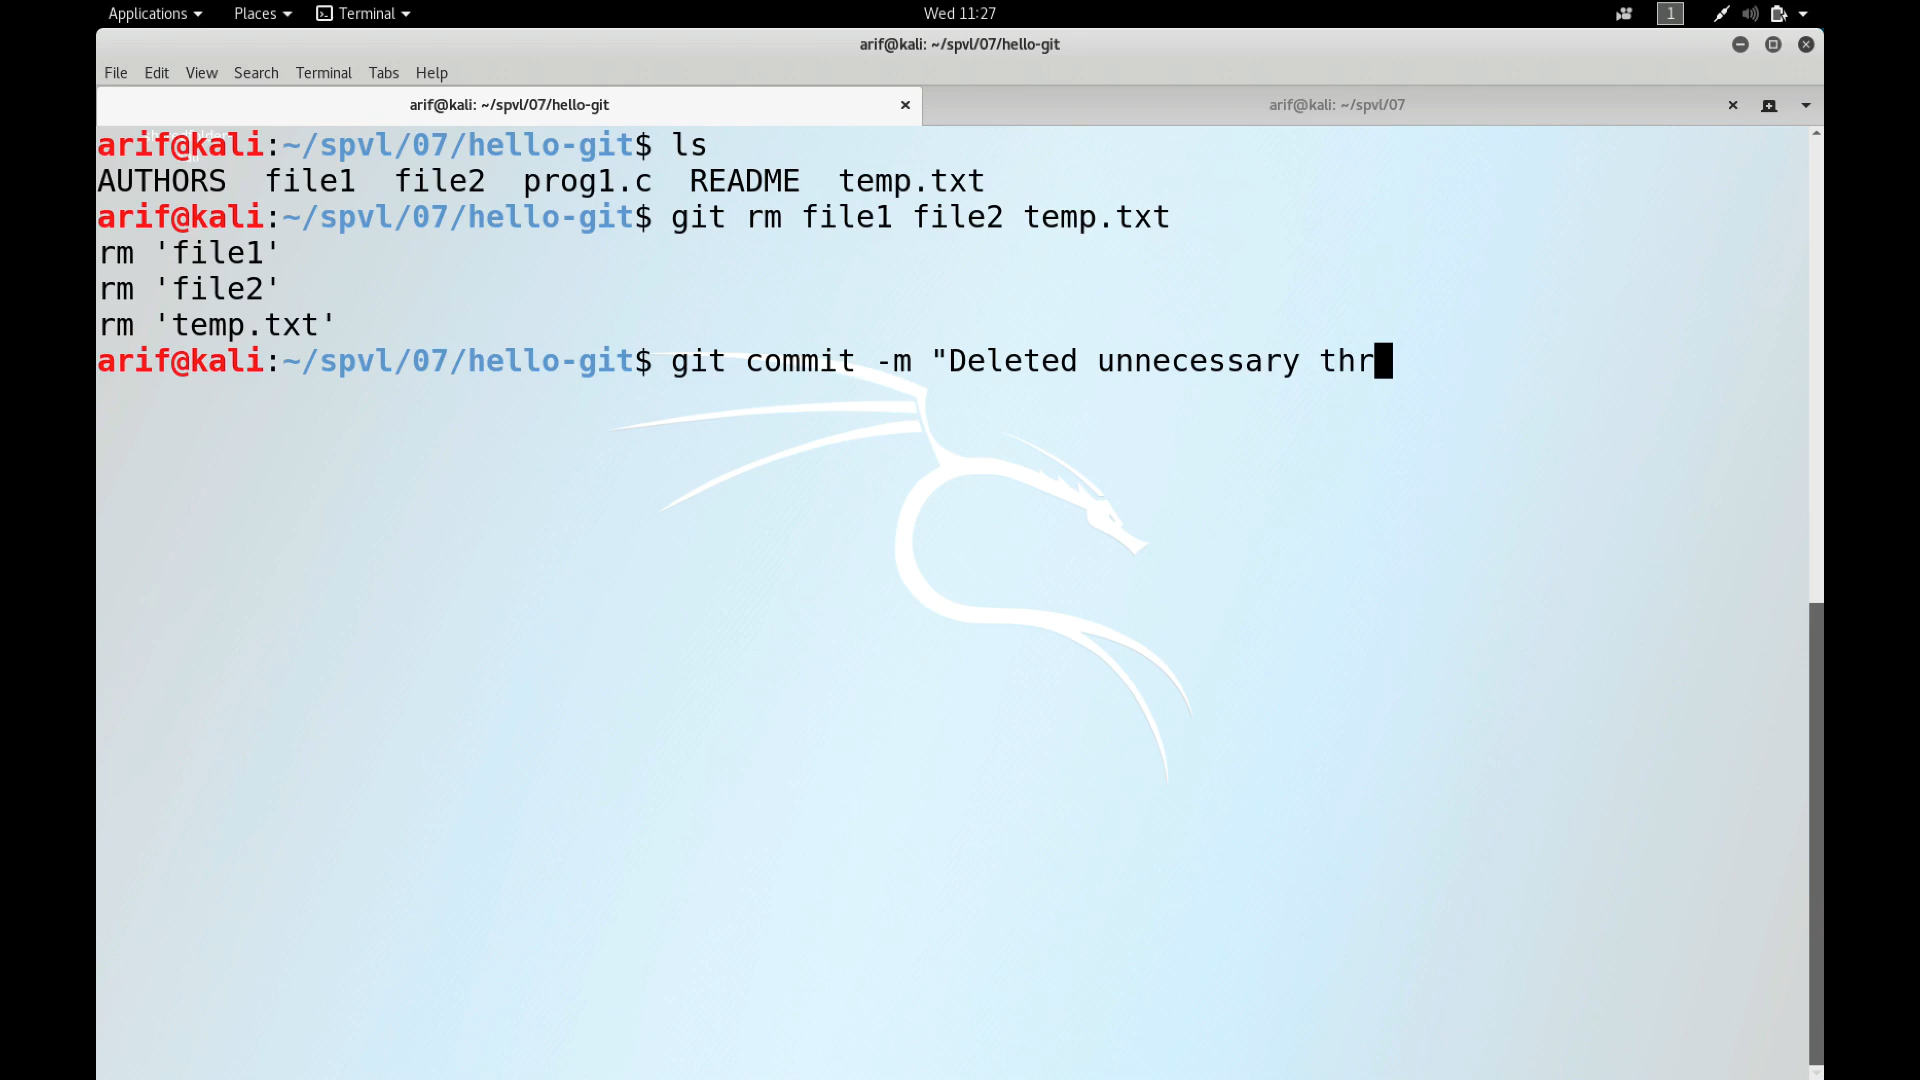 Applications Places Terminal Wed 11:27 1
arif@kali: ~/spvl/07/hello-git
File Edit View Search Terminal Tabs Help
arif@kali: ~/spvl/07/hello-git arif@kali: ~/spvl/07
arif@kali:~/spvl/07/hello-git$ ls
AUTHORS file1 file2 prog1.c README temp.txt
arif@kali:~/spvl/07/hello-git$ git rm file1 file2 temp.txt
rm 'file1'
rm 'file2'
rm 'temp.txt'
arif@kali:~/spvl/07/hello-git$ git commit -m "Deleted unnecessary thr